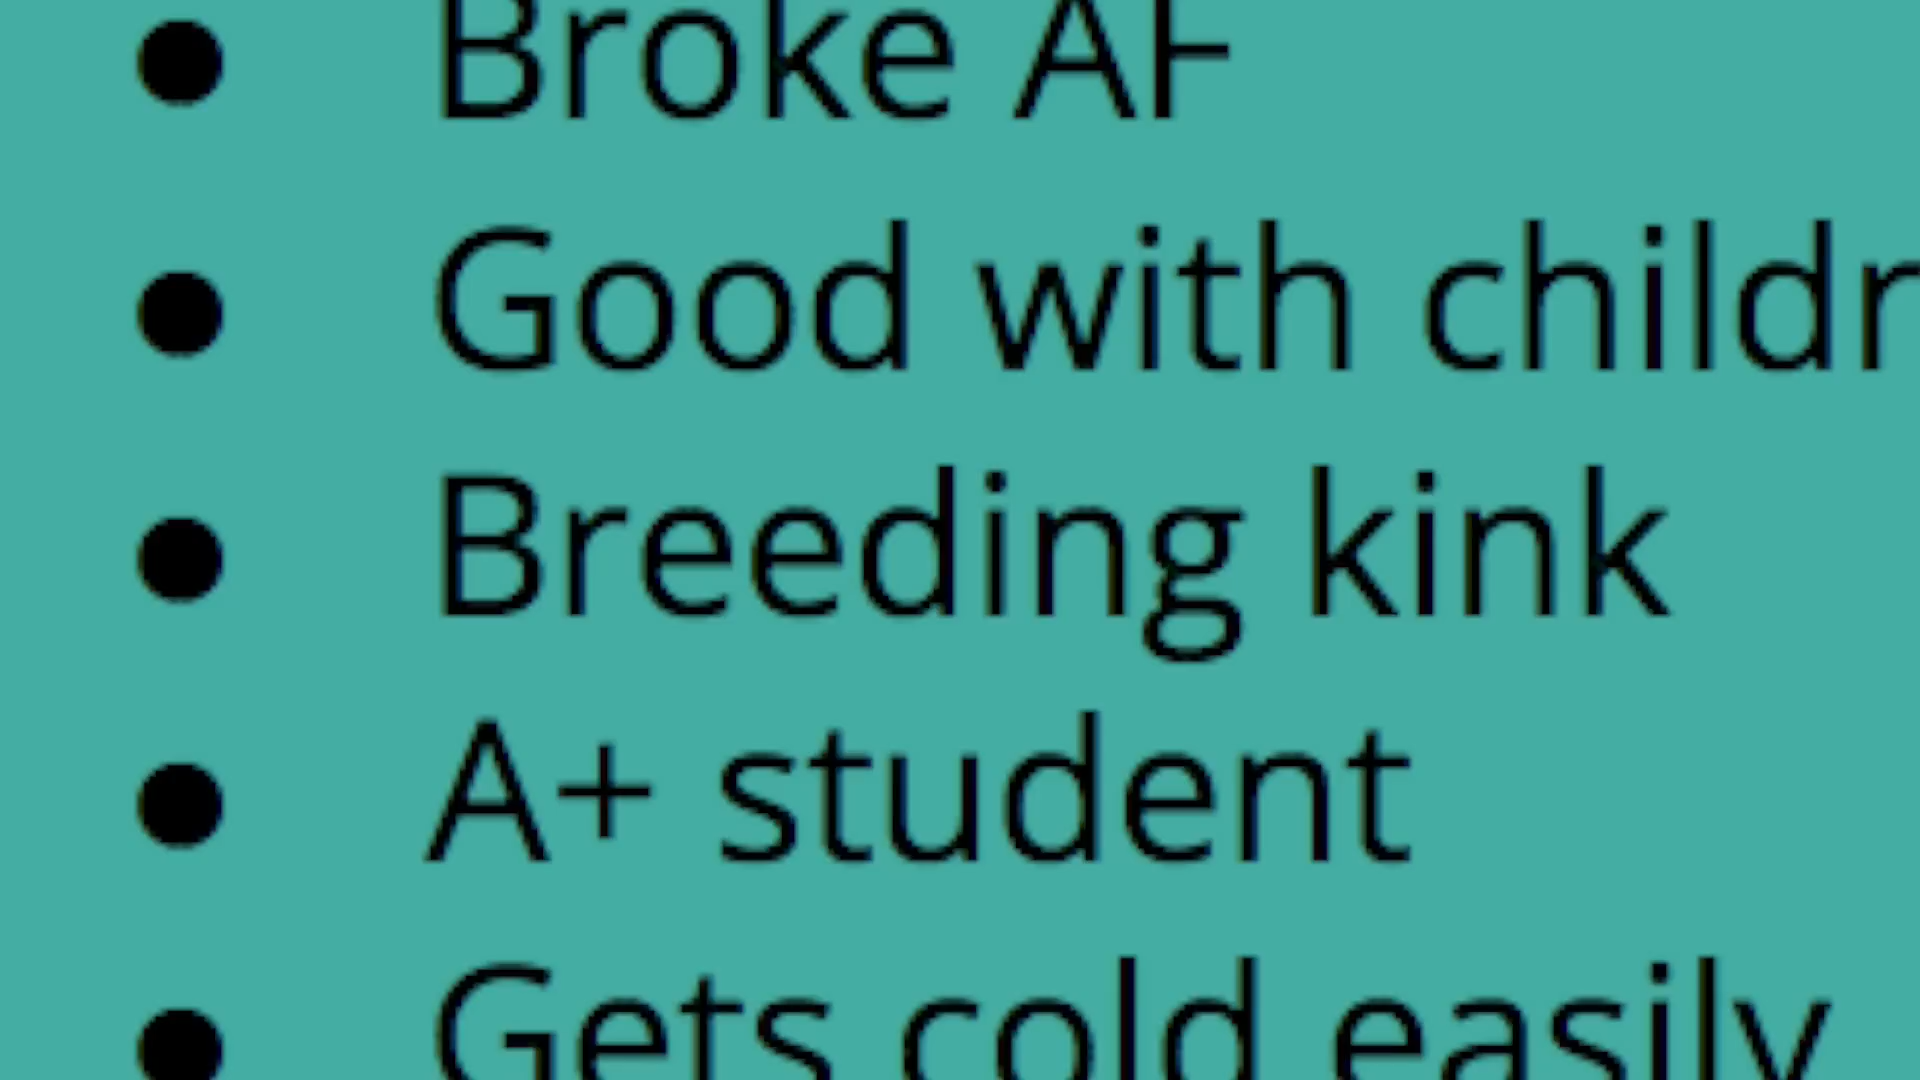 • Broke AF
• Good with childr
• Breeding kink
• A+ student
• Gets cold easily